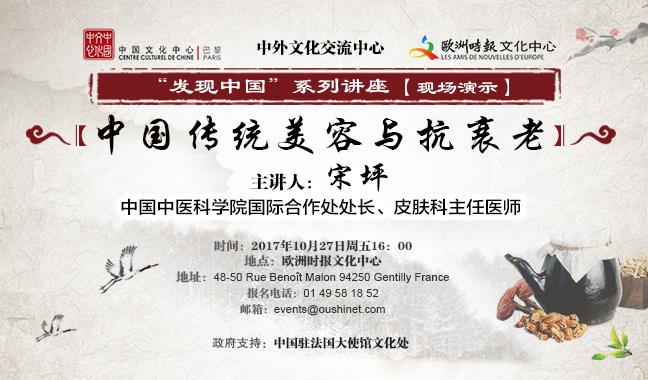 中国文化中心 巴黎
CENTRE CULTUREL DE CHINE PARIS
中外文化交流中心
欧洲时报文化中心
LES AMIS DE NOUVELLES D'EUROPE
“发现中国”系列讲座【现场演示】
【中国传统美容与抗衰老】
主讲人：宋坪
中国中医科学院国际合作处处长、皮肤科主任医师
时间：2017年10月27日周五16：00
地点：欧洲时报文化中心
地址：48-50 Rue Benoît Malon 94250 Gentilly France
报名电话：01 49 58 18 52
邮箱：events@oushinet.com
政府支持：中国驻法国大使馆文化处